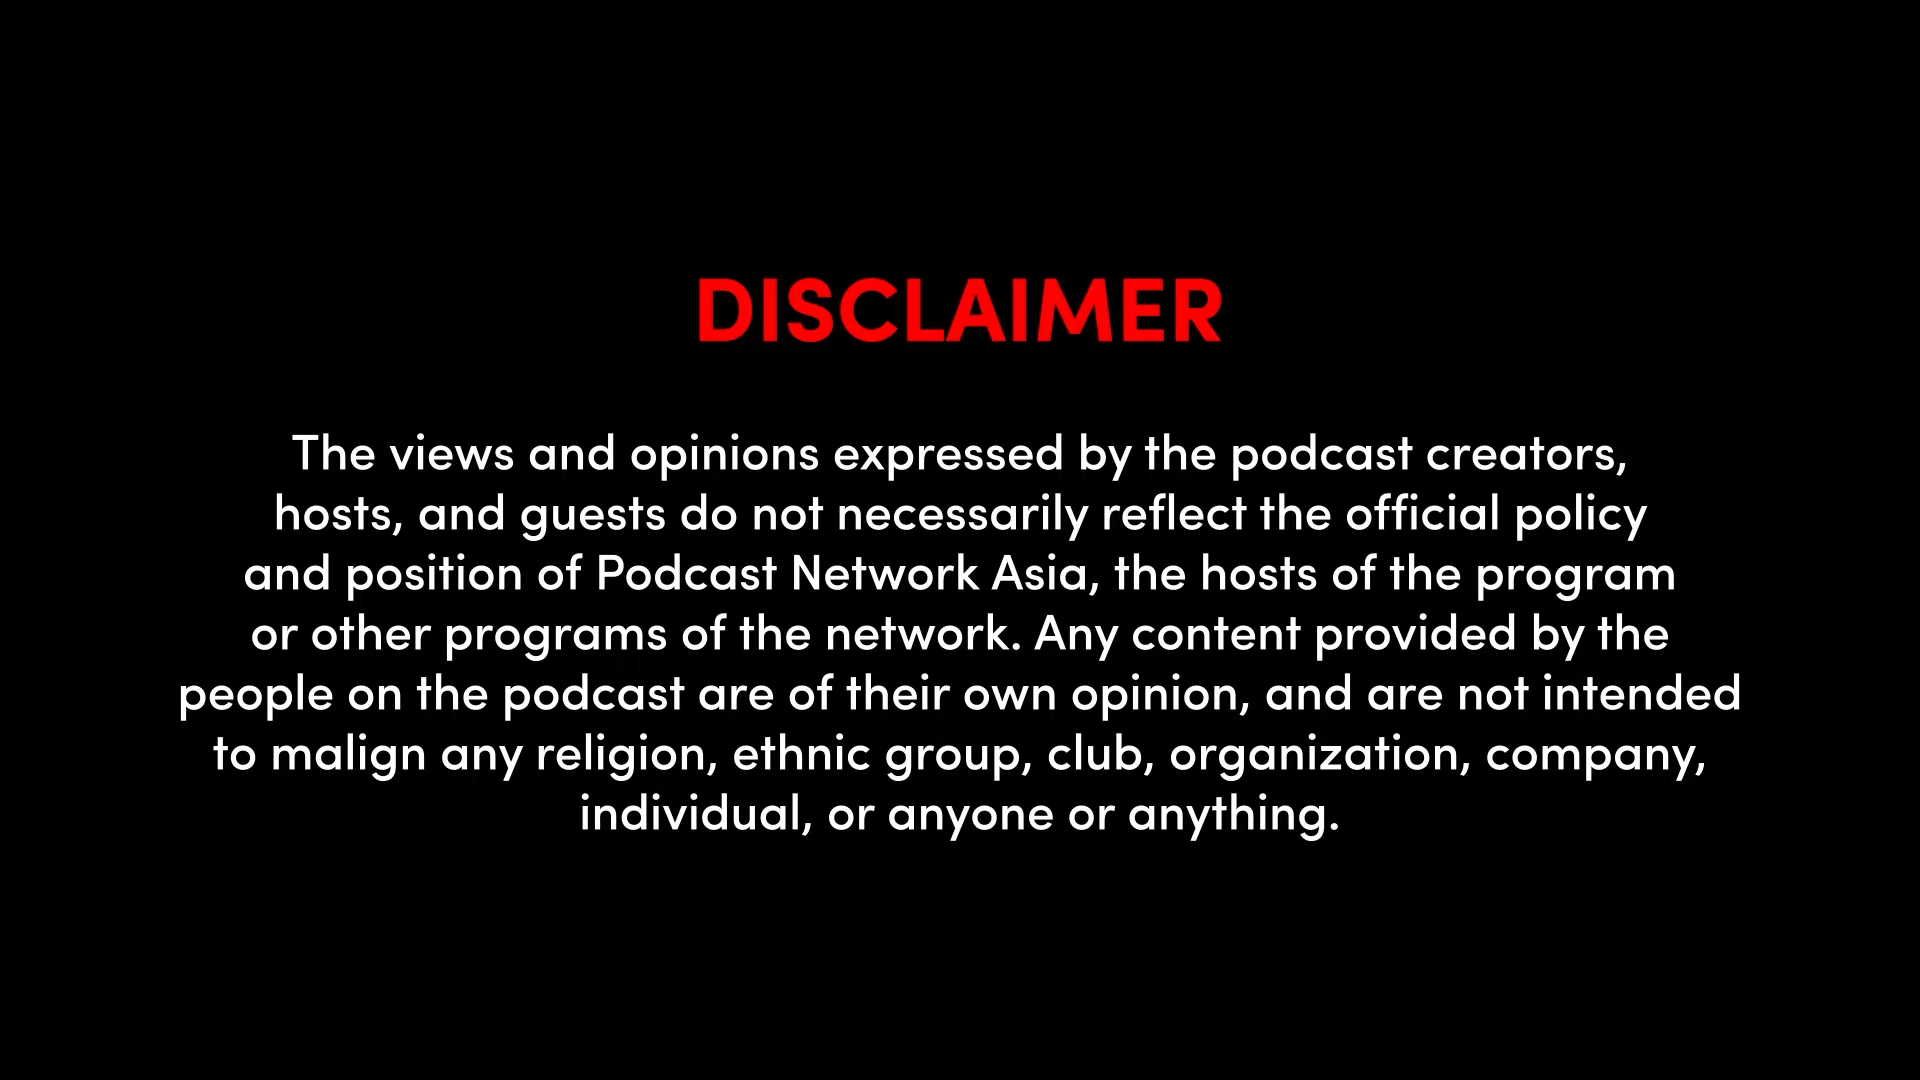 DISCLAIMER
The views and opinions expressed by the podcast creators,
hosts, and guests do not necessarily reflect the official policy
and position of Podcast Network Asia, the hosts of the program
or other programs of the network. Any content provided by the
people on the podcast are of their own opinion, and are not intended
to malign any religion, ethnic group, club, organization, company,
individual, or anyone or anything.